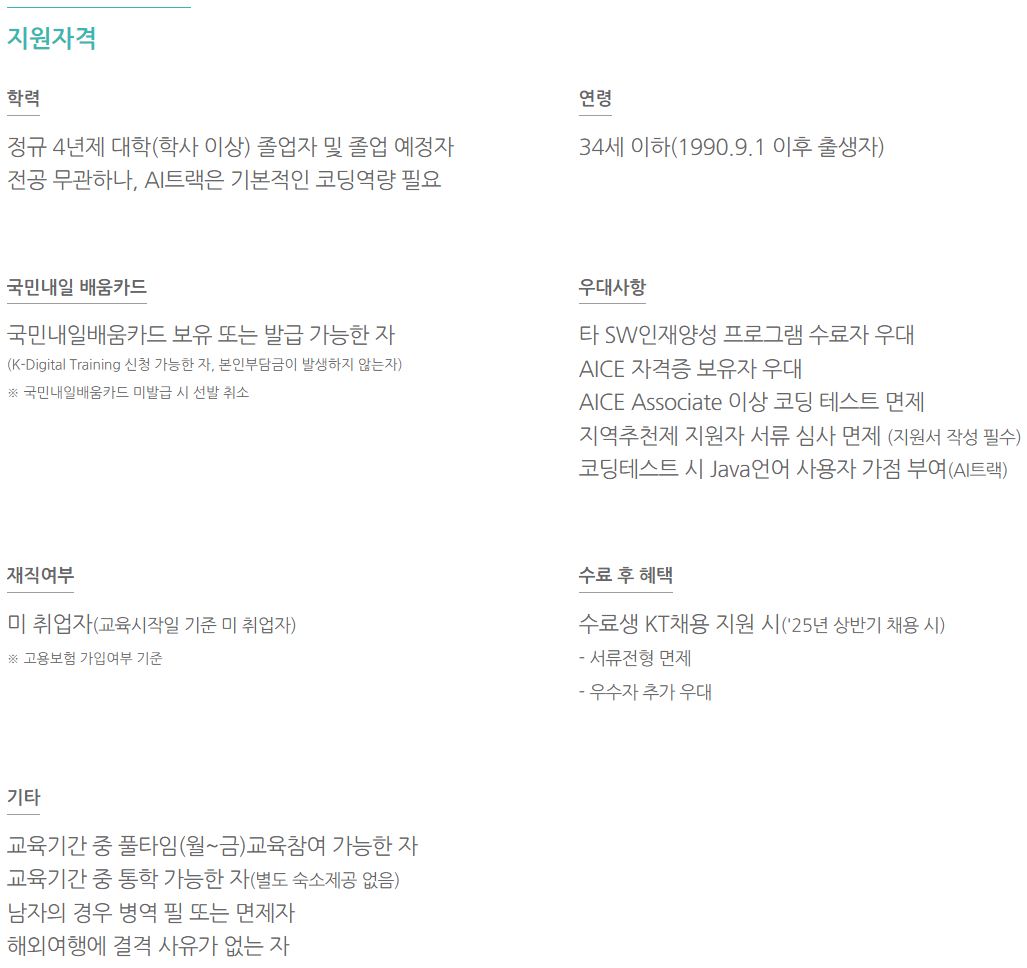 지원자격
학력
정규 4년제 대학(학사 이상) 졸업자 및 졸업 예정자
전공 무관하나, AI트랙은 기본적인 코딩역량 필요
연령
34세 이하(1990.9.1 이후 출생자)
국민내일 배움카드
국민내일배움카드 보유 또는 발급 가능한 자
(K-Digital Training 신청 가능한 자, 본인부담금이 발생하지 않는자)
※ 국민내일배움카드 미발급 시 선발 취소
우대사항
타 SW인재양성 프로그램 수료자 우대
AICE 자격증 보유자 우대
AICE Associate 이상 코딩 테스트 면제
지역추천제 지원자 서류 심사 면제 (지원서 작성 필수)
코딩테스트 시 Java언어 사용자 가점 부여(AI트랙)
재직여부
미 취업자(교육시작일 기준 미 취업자)
※ 고용보험 가입여부 기준
수료 후 혜택
수료생 KT채용 지원 시('25년 상반기 채용 시)
- 서류전형 면제
- 우수자 추가 우대
기타
교육기간 중 풀타임(월~금)교육참여 가능한 자
교육기간 중 통학 가능한 자(별도 숙소제공 없음)
남자의 경우 병역 필 또는 면제자
해외여행에 결격 사유가 없는 자